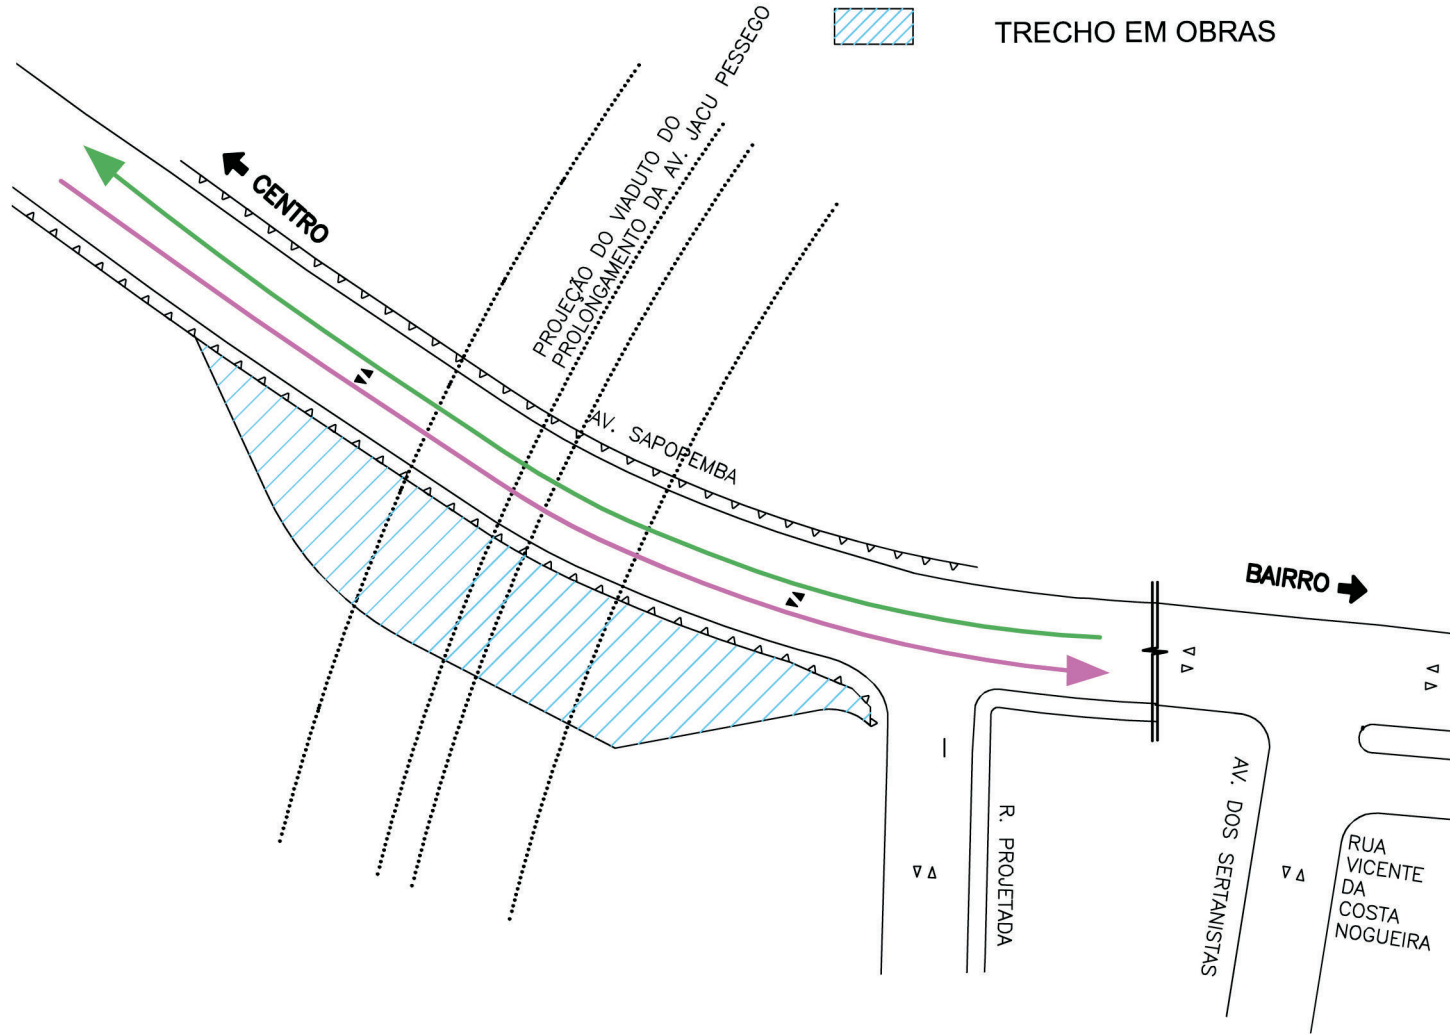 TRECHO EM OBRAS
PROJEÇÃO DO VIADUTO DO
PROLONGAMENTO DA AV. JACU PESSEGO
CENTRO
AV. SAPOPEMBA
BAIRRO
R. PROJETADA
AV. DOS SERTANISTAS
RUA
VICENTE
DA
COSTA
NOGUEIRA